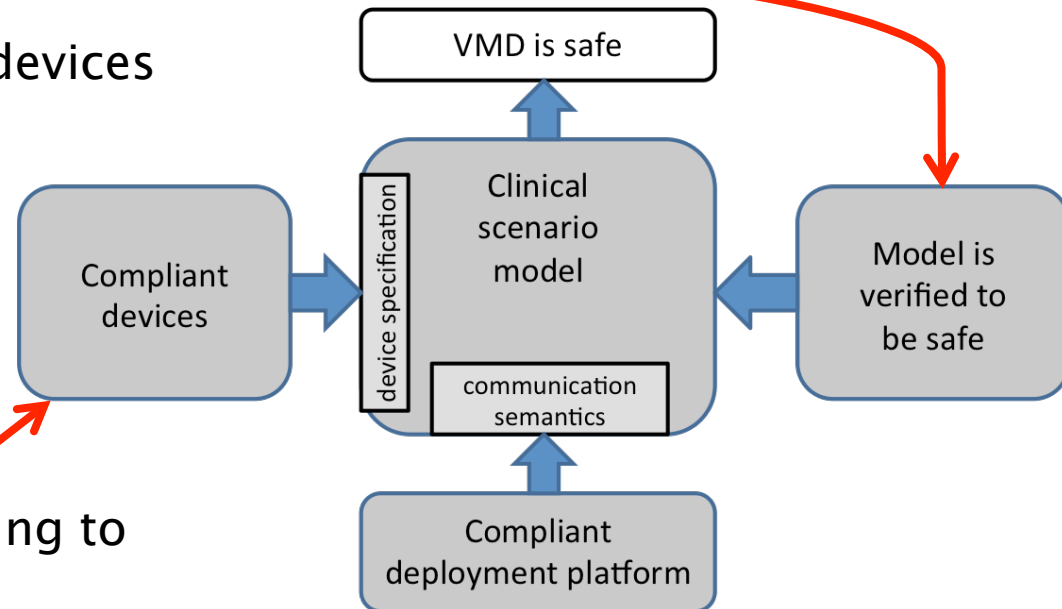 VMD is safe
devices
Clinical
scenario
model
device specification
Compliant
devices
Model is
verified to
be safe
communication
semantics
ng to
Compliant
deployment platform